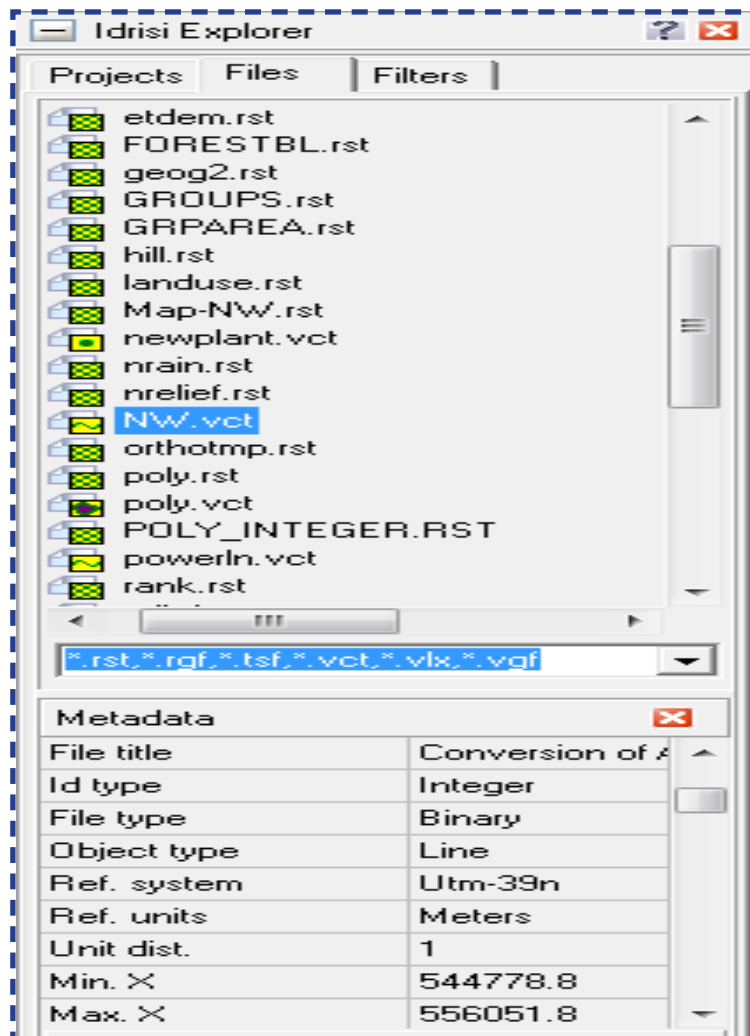 Idrisi Explorer
Projects Files Filters
etdem.rst
FORESTBL.rst
geog2.rst
GROUPS.rst
GRPAREA.rst
hill.rst
landuse.rst
Map-NW.rst
newplant.vct
nrain.rst
nrelief.rst
NW.vct
orthotmp.rst
poly.rst
poly.vct
POLY_INTEGER.RST
powerln.vct
rank.rst
*.rst,*.rgf,*.tsf,*.vct,*.vlx,*.vgf
Metadata
File title Conversion of
Id type Integer
File type Binary
Object type Line
Ref. system Utm-39n
Ref. units Meters
Unit dist. 1
Min. X 544778.8
Max. X 556051.8